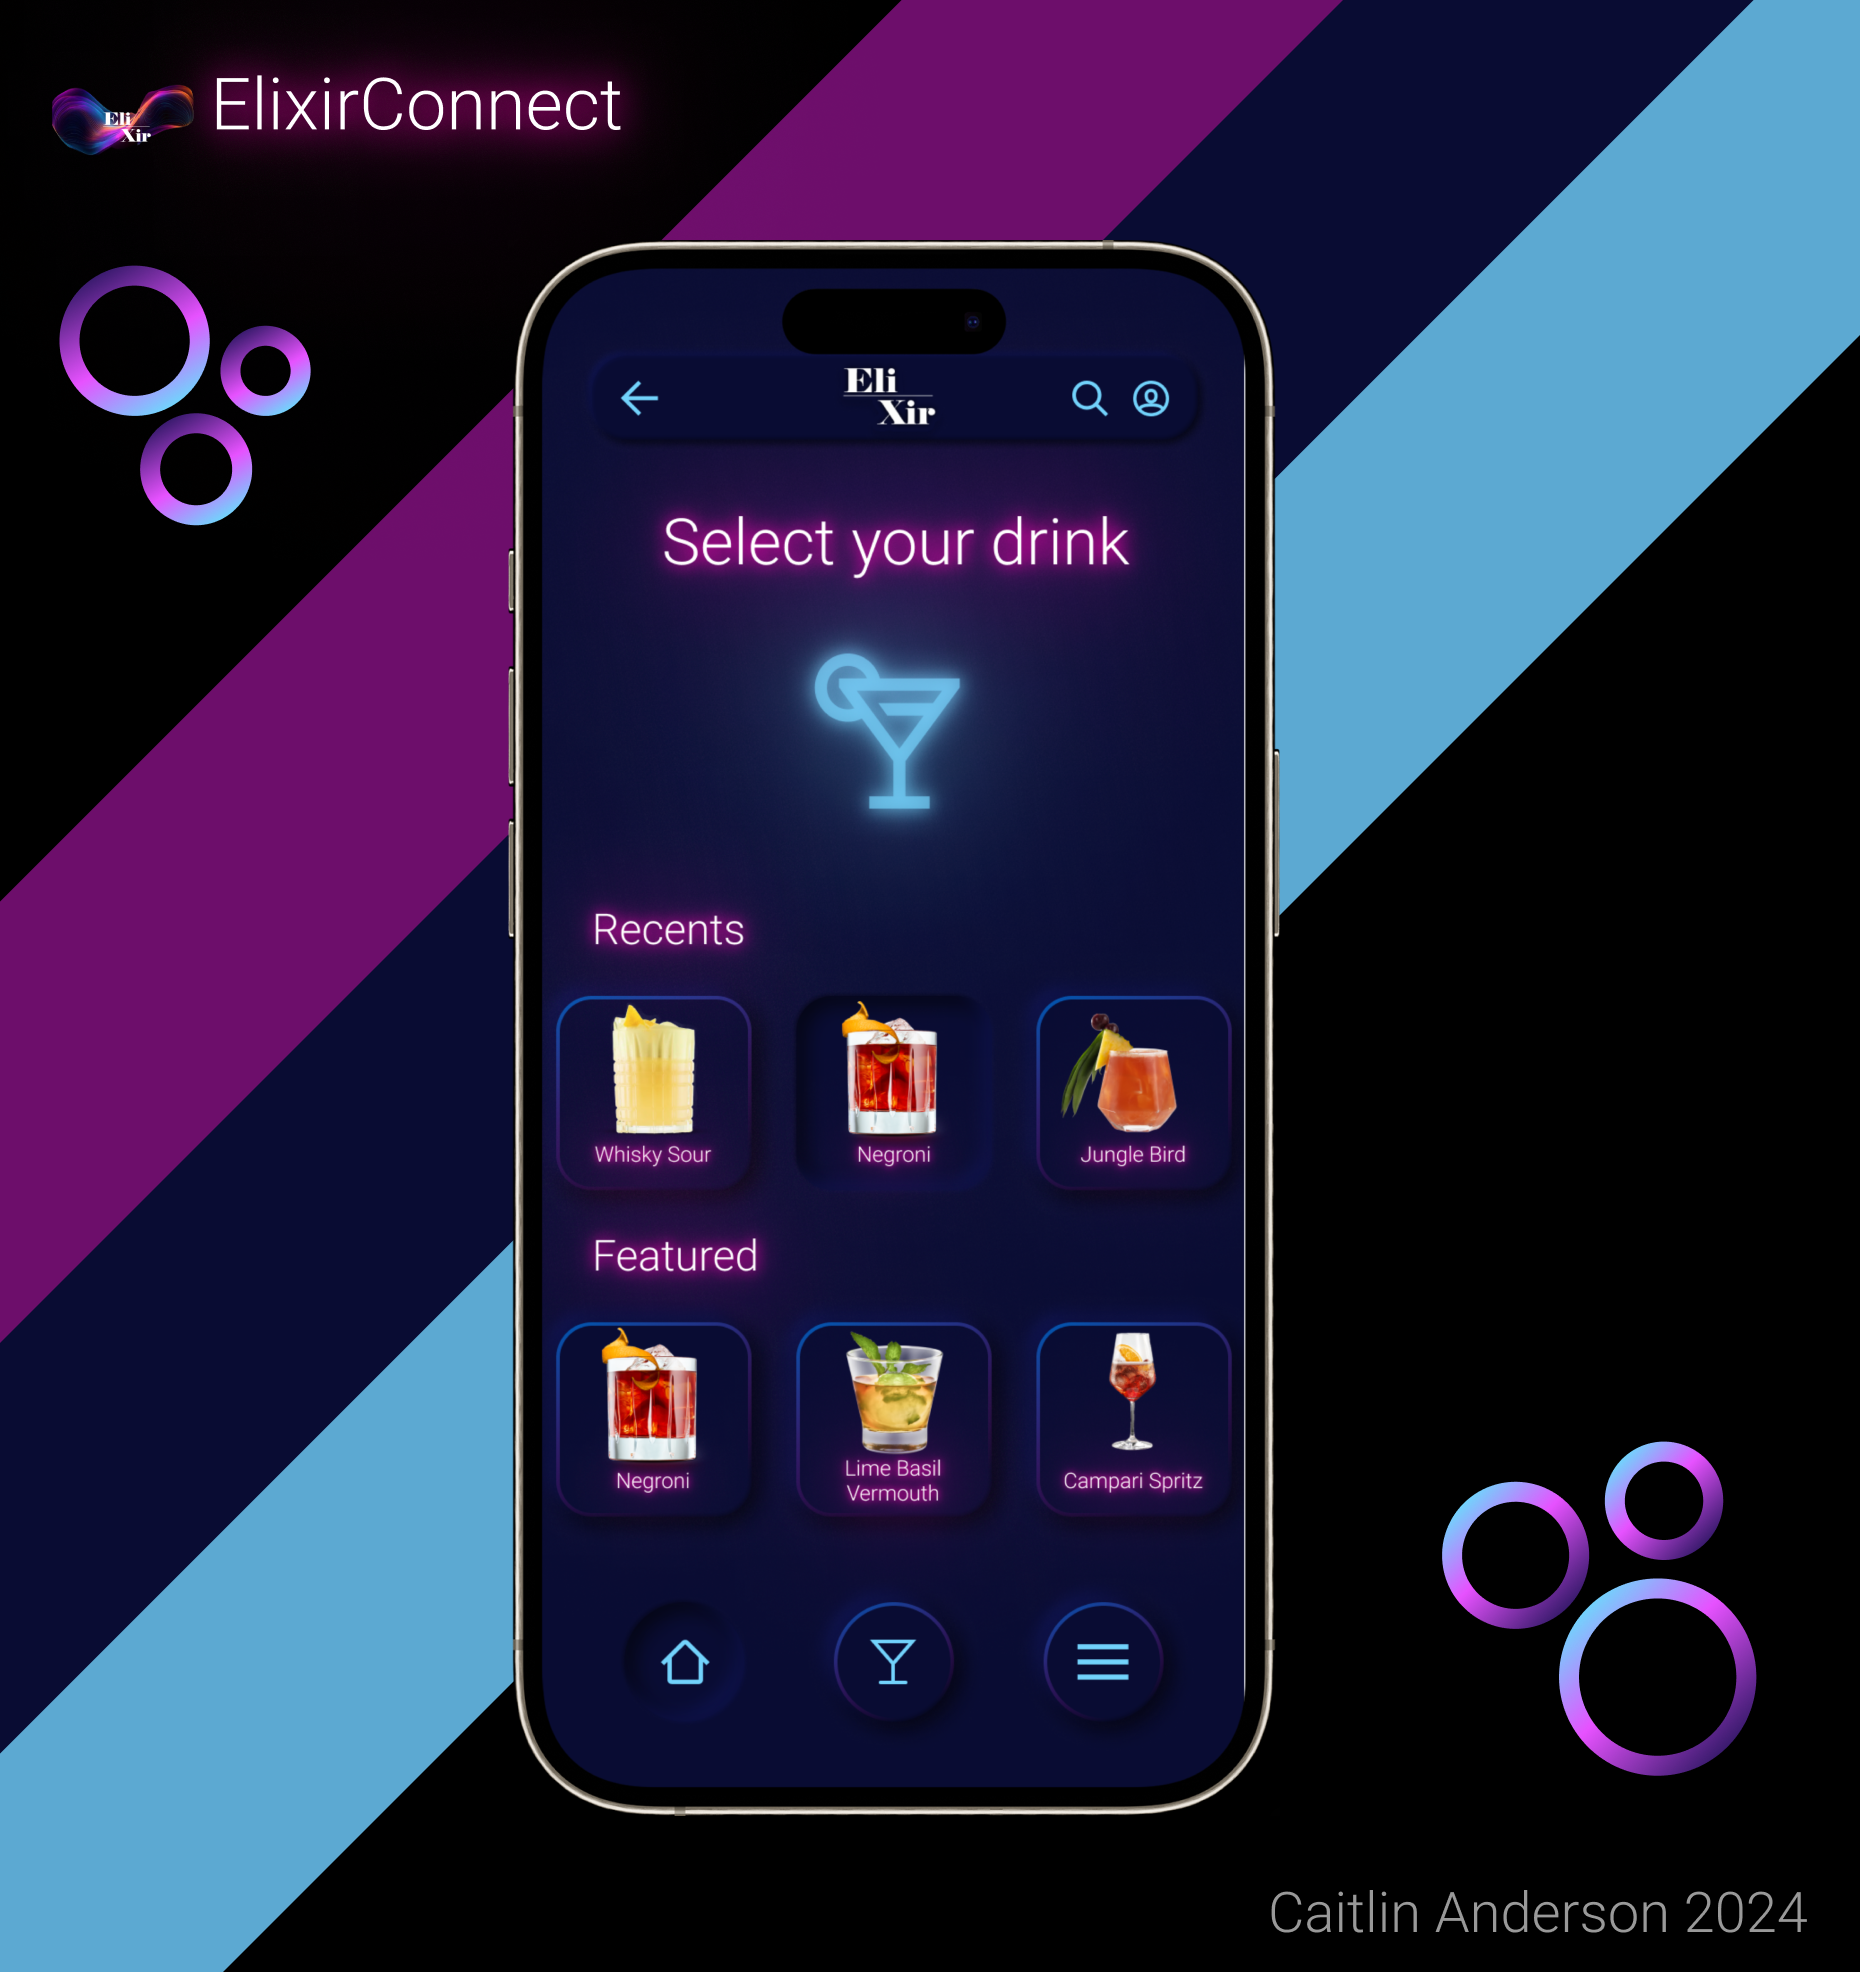 Eli
Xir
ElixirConnect
Eli
Xir
Select your drink
Recents
Whisky Sour
Negroni
Jungle Bird
Featured
Negroni
Lime Basil
Vermouth
Campari Spritz
Caitlin Anderson 2024